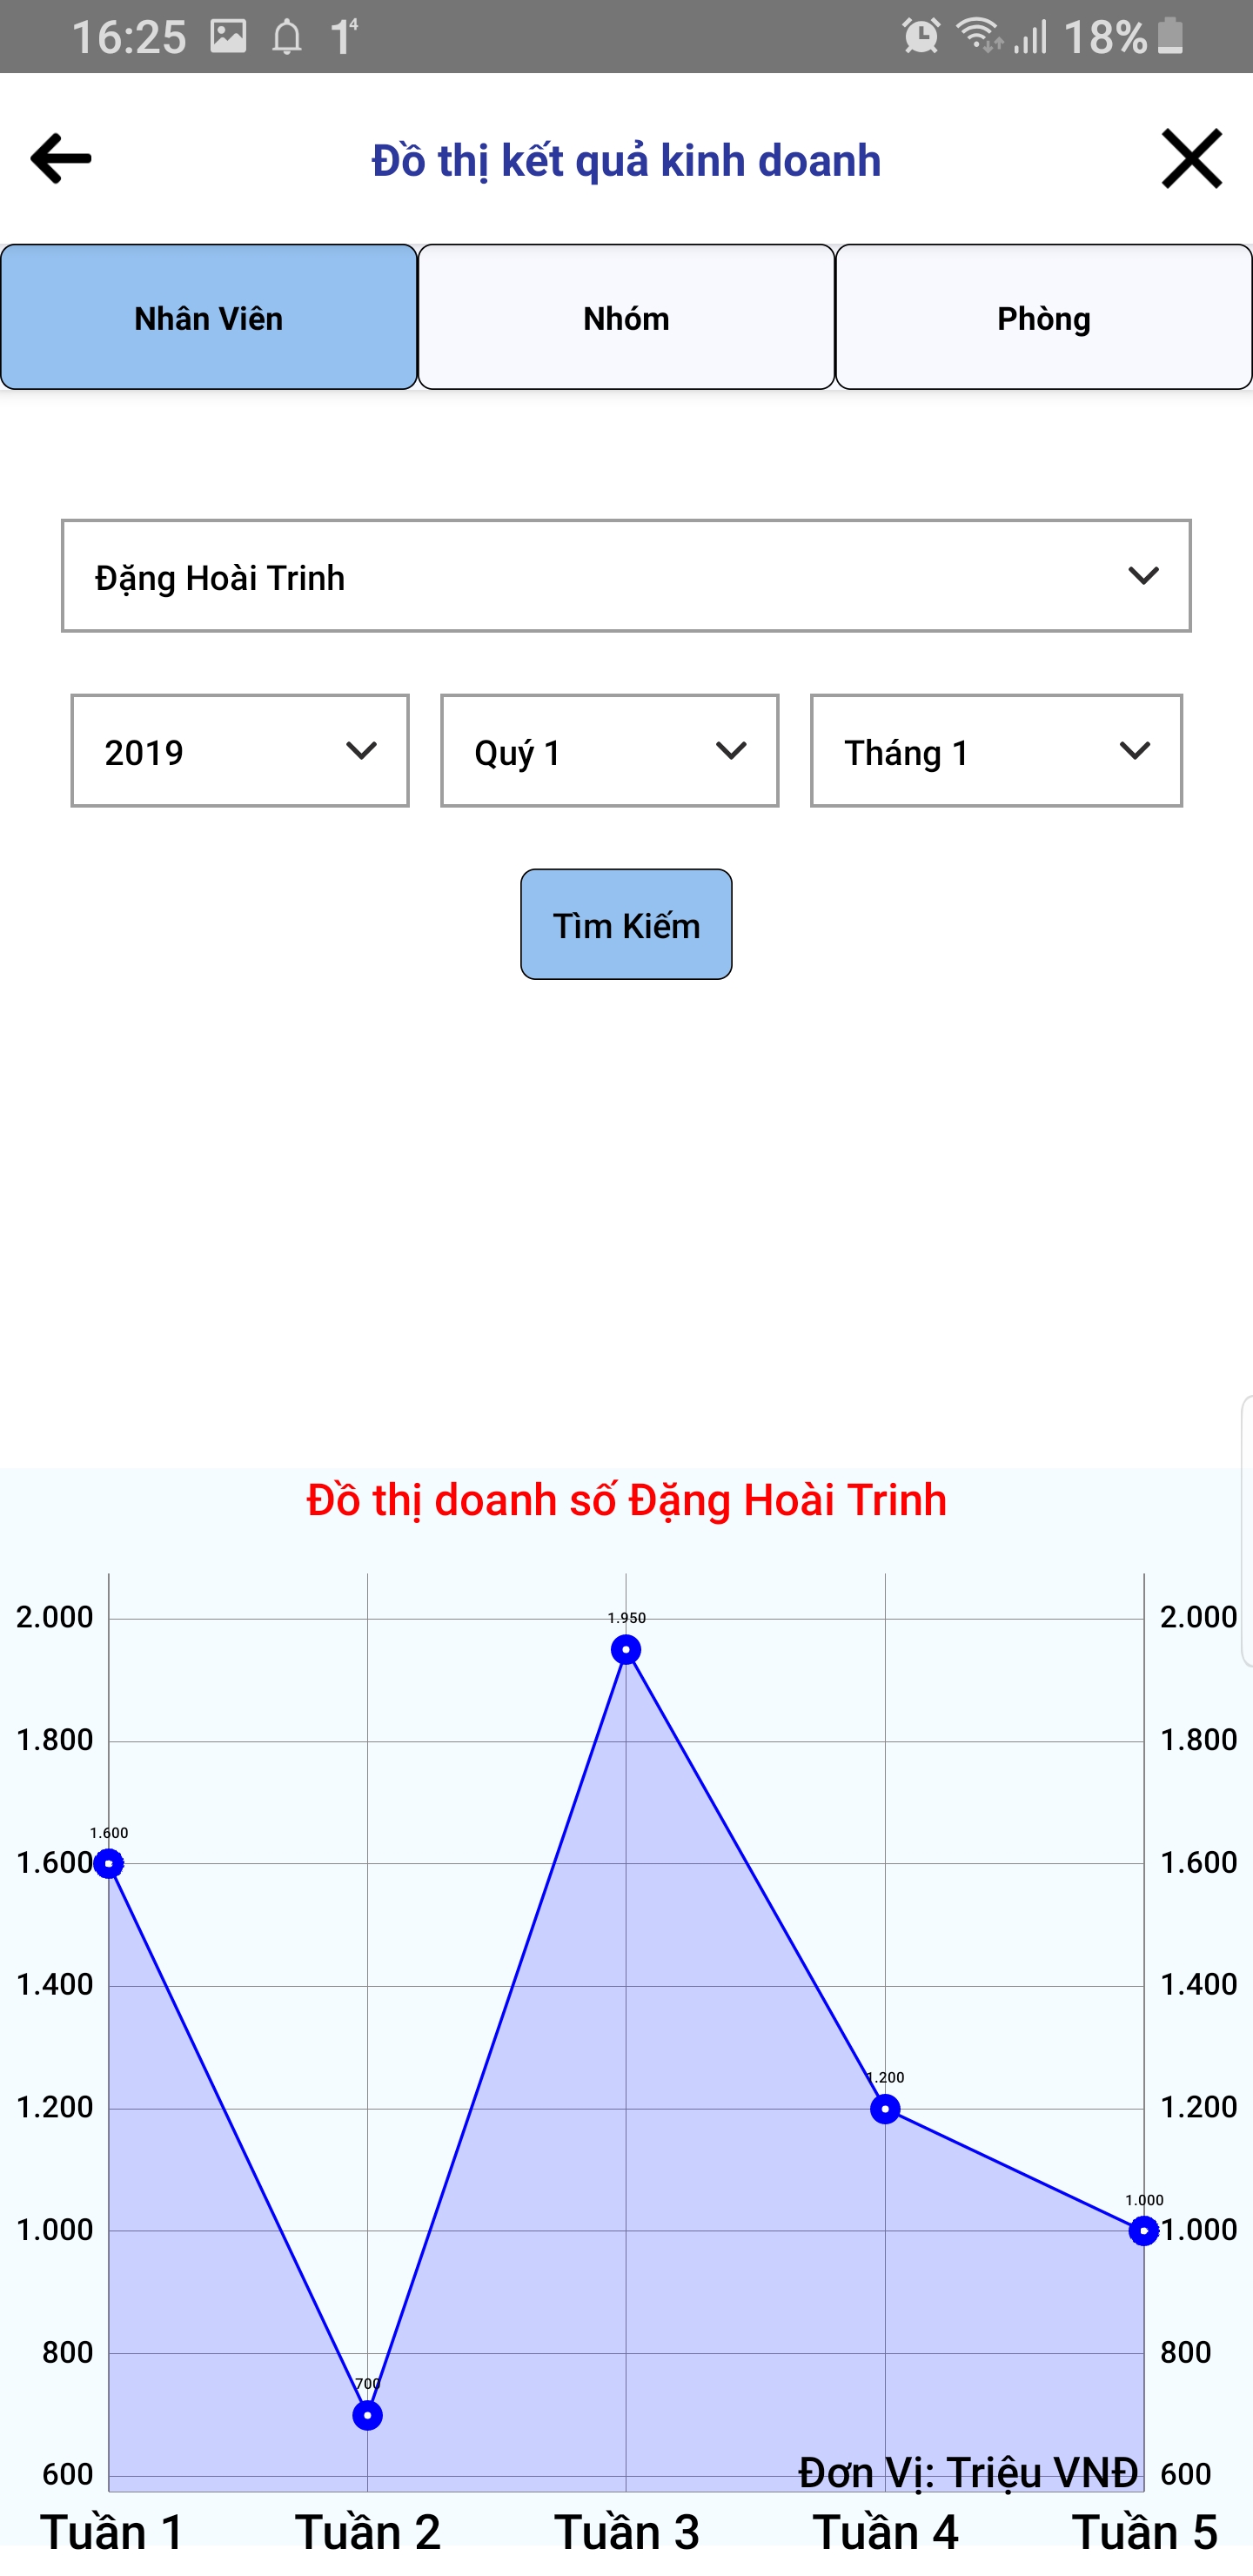 16:25 1⁴ 18%
Đồ thị kết quả kinh doanh
Nhân Viên Nhóm Phòng
Đặng Hoài Trinh
2019 Quý 1 Tháng 1
Tìm Kiếm
Đồ thị doanh số Đặng Hoài Trinh
2.000 1.950 2.000
1.800 1.800
1.600
1.600 1.600
1.400 1.400
1.200
1.200 1.200
1.000
1.000 1.000
800 800
700
600 Đơn Vị: Triệu VNĐ 600
Tuần 1 Tuần 2 Tuần 3 Tuần 4 Tuần 5